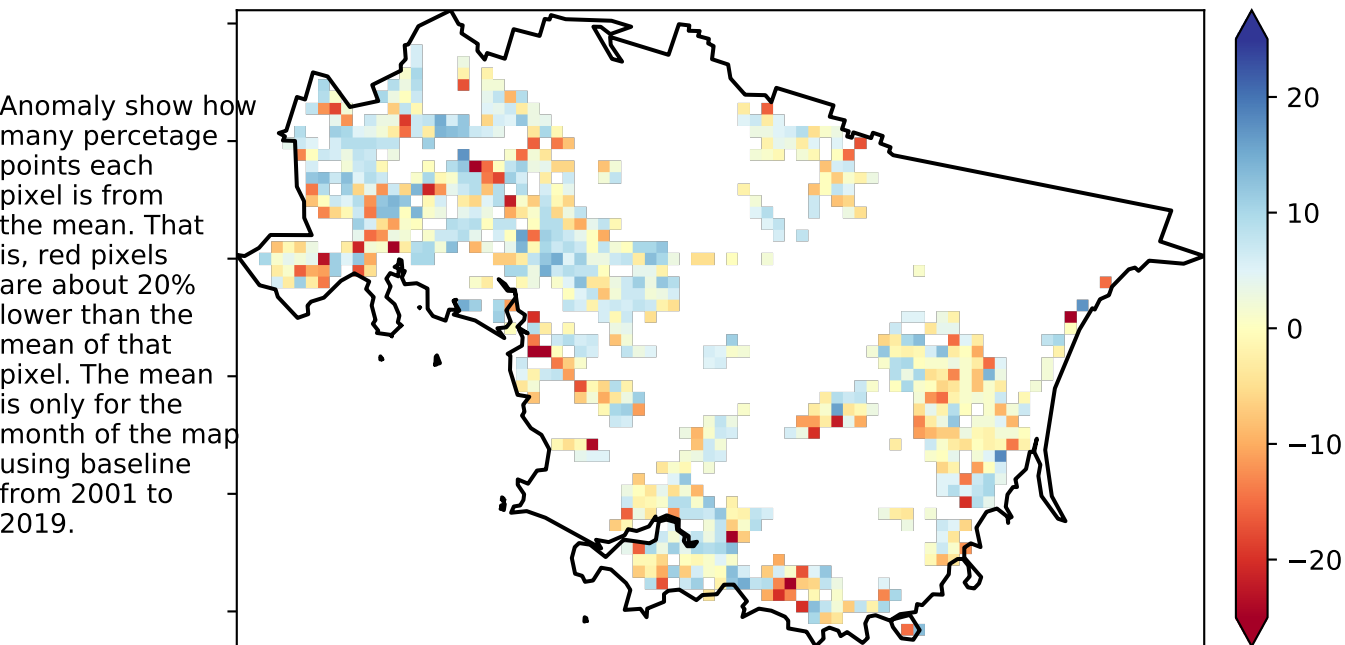 Anomaly show how
many percetage
points each
pixel is from
the mean. That
is, red pixels
are about 20%
lower than the
mean of that
pixel. The mean
is only for the
month of the map
using baseline
from 2001 to
2019.
20
10
0
−10
−20